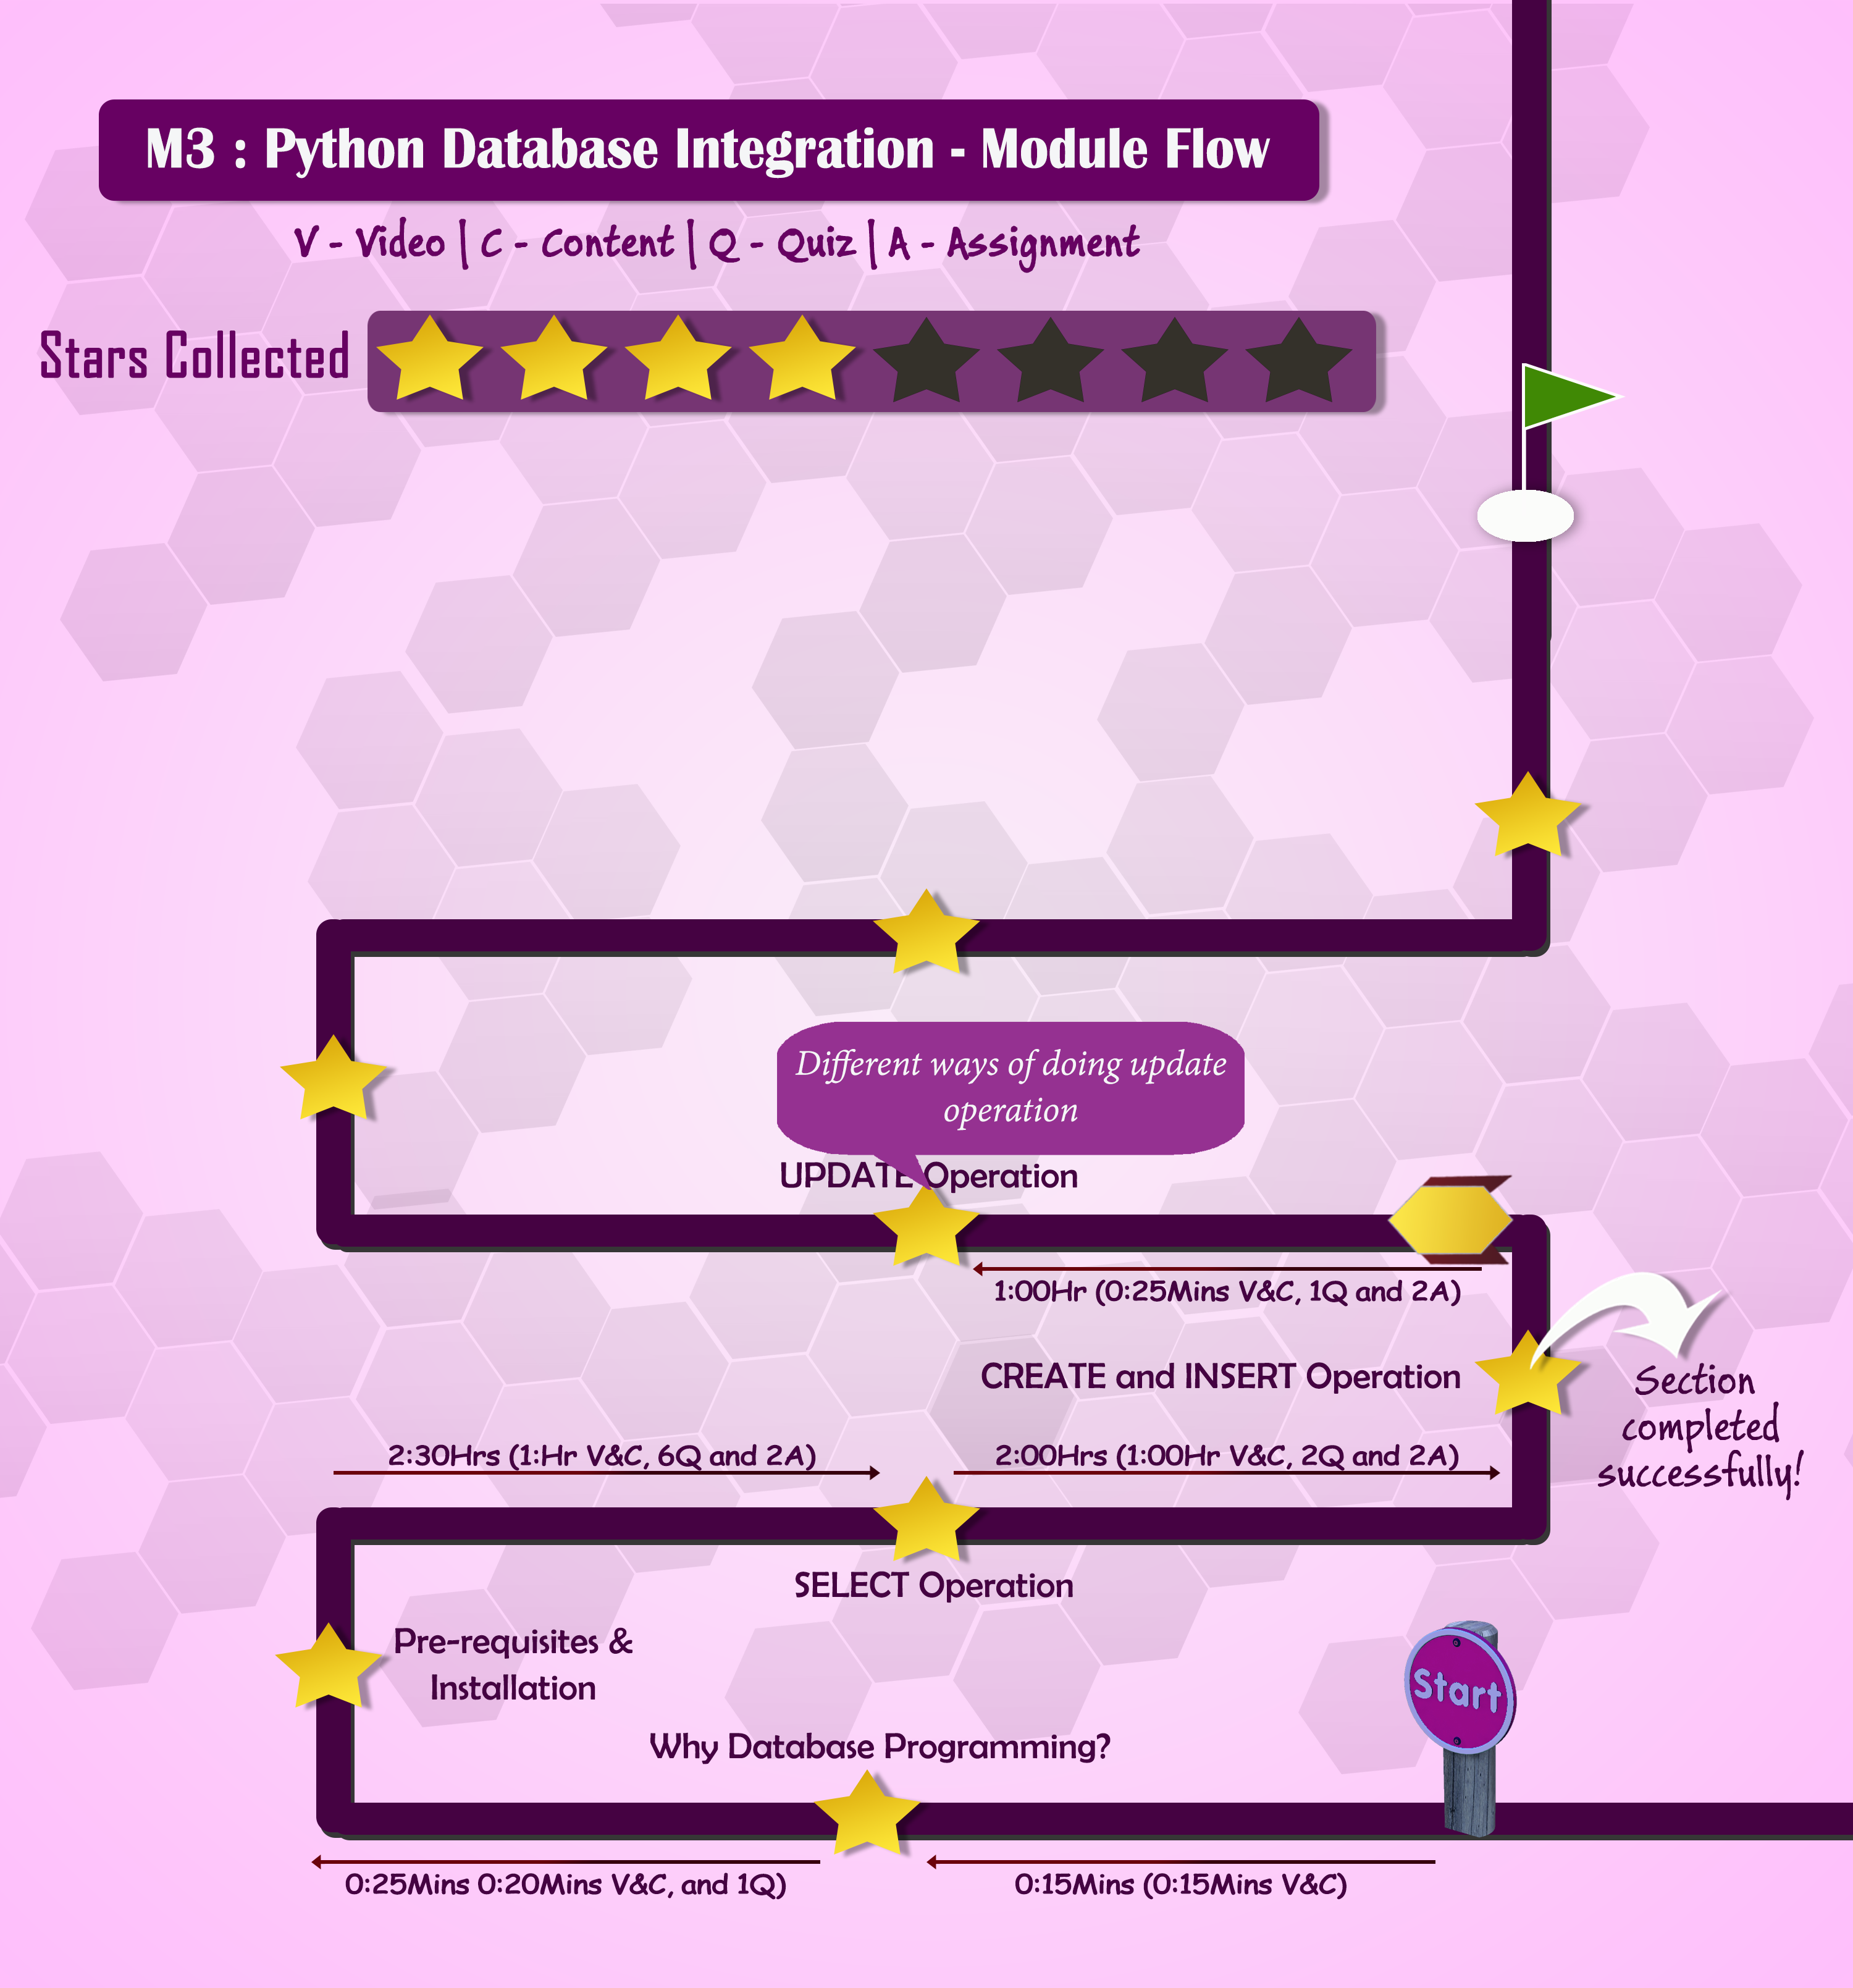 M3 : Python Database Integration - Module Flow
V - Video | C - Content | Q - Quiz | A - Assignment
Stars Collected
Different ways of doing update
operation
UPDATE Operation
1:00Hr (0:25Mins V&C, 1Q and 2A)
CREATE and INSERT Operation
Section
completed
successfully!
2:30Hrs (1:Hr V&C, 6Q and 2A)
2:00Hrs (1:00Hr V&C, 2Q and 2A)
SELECT Operation
Pre-requisites &
Installation
Start
Why Database Programming?
0:25Mins 0:20Mins V&C, and 1Q)
0:15Mins (0:15Mins V&C)